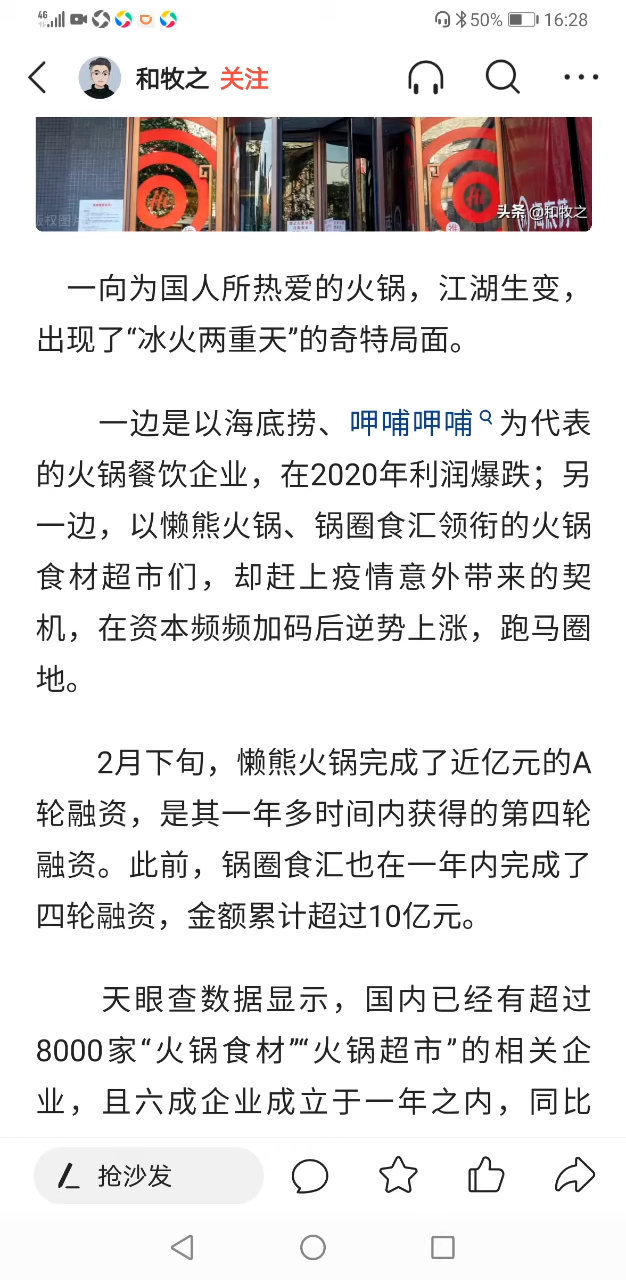 46
50% 16:28
和牧之 关注
Hi Hi
版权图片
海底捞
头条 @和牧之
一向为国人所热爱的火锅，江湖生变，
出现了“冰火两重天”的奇特局面。
一边是以海底捞、呷哺呷哺为代表
的火锅餐饮企业，在2020年利润爆跌；另
一边，以懒熊火锅、锅圈食汇领衔的火锅
食材超市们，却赶上疫情意外带来的契
机，在资本频频加码后逆势上涨，跑马圈
地。
2月下旬，懒熊火锅完成了近亿元的A
轮融资，是其一年多时间内获得的第四轮
融资。此前，锅圈食汇也在一年内完成了
四轮融资，金额累计超过10亿元。
天眼查数据显示，国内已经有超过
8000家“火锅食材”“火锅超市”的相关企
业，且六成企业成立于一年之内，同比
抢沙发